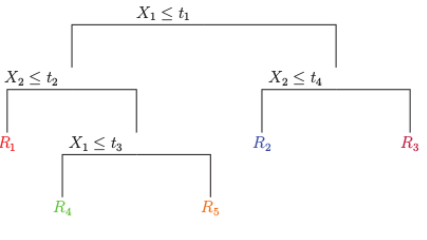 X₁ ≤ t₁
X₂ ≤ t₂ X₂ ≤ t₄
R₁ X₁ ≤ t₃ R₂ R₃
R₄ R₅